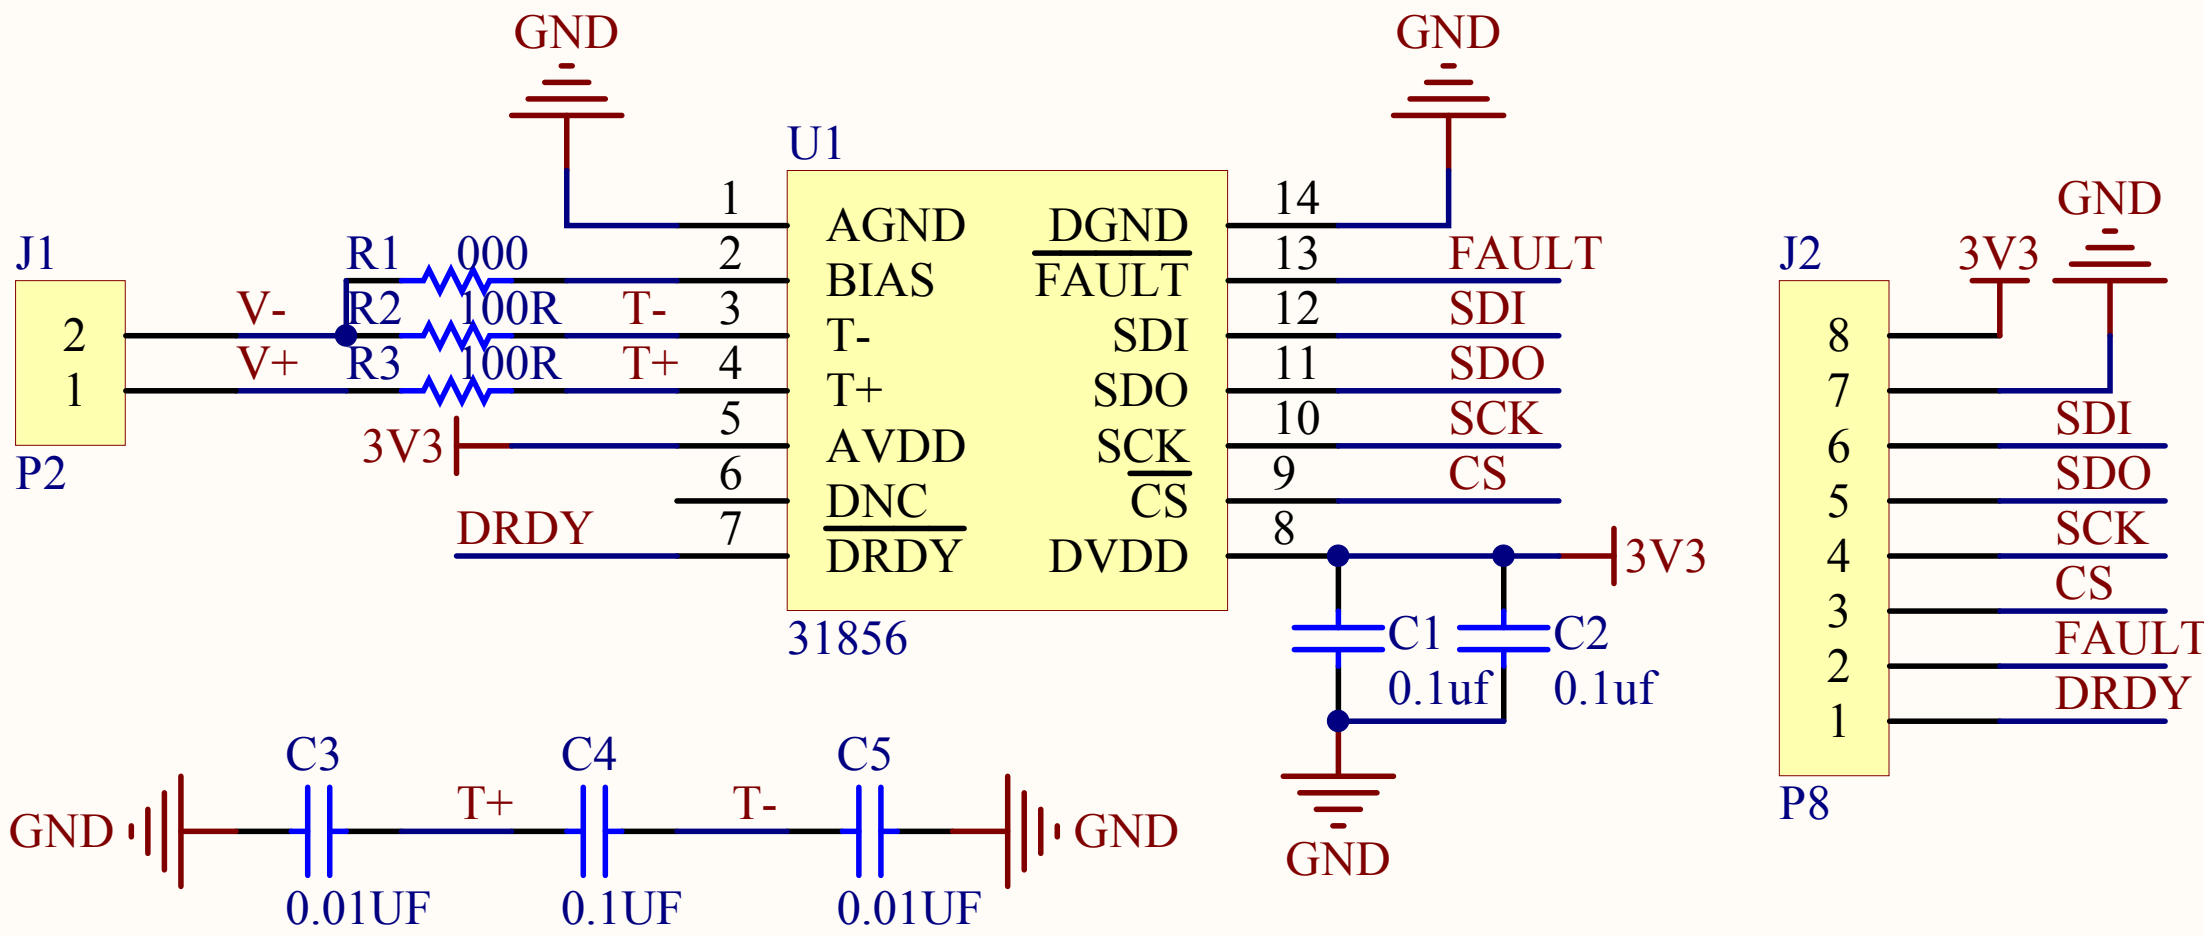 GND
GND
U1
1 AGND DGND 14
2 BIAS FAULT 13 FAULT
3 T- SDI 12 SDI
4 T+ SDO 11 SDO
5 AVDD SCK 10 SCK
6 DNC CS 9 CS
7 DRDY DVDD 8
31856
J1
2
1
P2
V-
V+
R1 000
R2 100R T-
R3 100R T+
3V3
DRDY
3V3
C1
0.1uf
C2
0.1uf
GND
J2
3V3
GND
8
7
6 SDI
5 SDO
4 SCK
3 CS
2 FAULT
1 DRDY
P8
C3 C4 C5
GND T+ T- GND
0.01UF 0.1UF 0.01UF